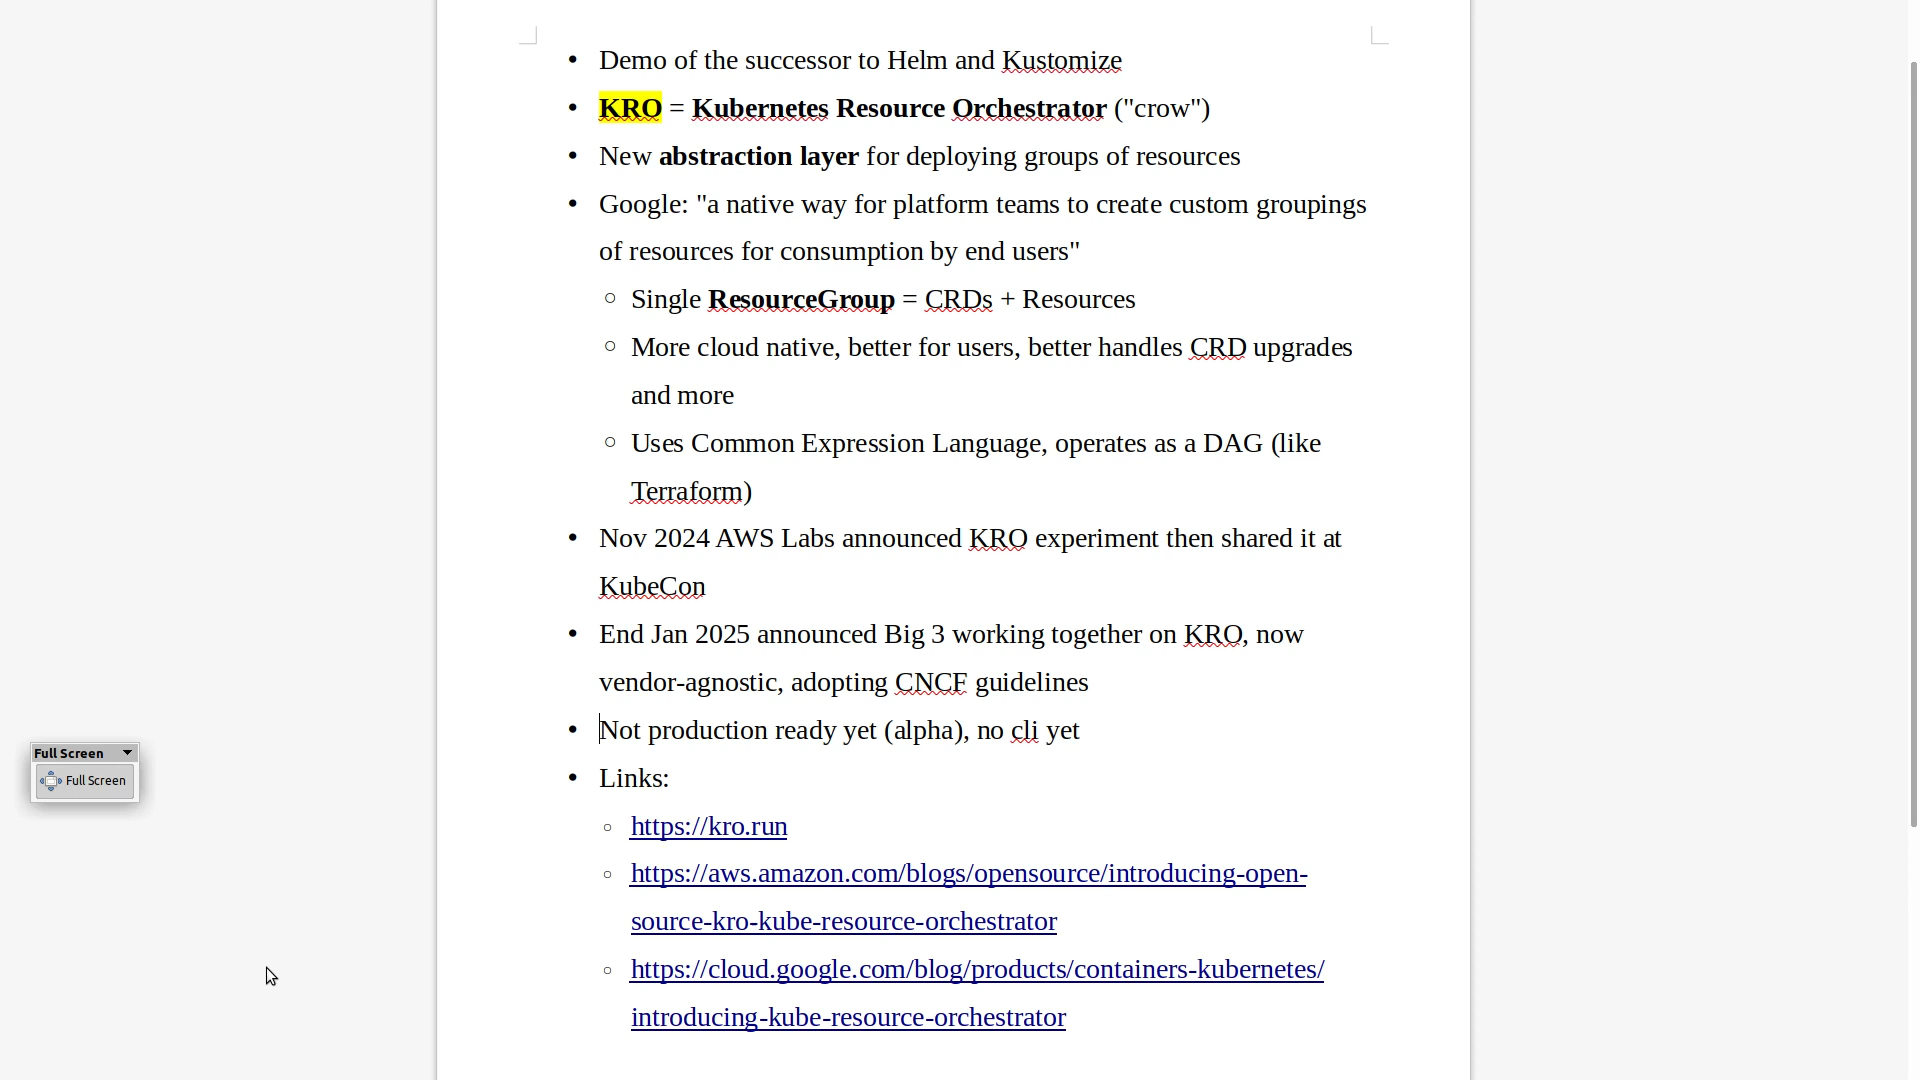 • Demo of the successor to Helm and Kustomize
• KRO = Kubernetes Resource Orchestrator ("crow")
• New abstraction layer for deploying groups of resources
• Google: "a native way for platform teams to create custom groupings
of resources for consumption by end users"
○ Single ResourceGroup = CRDs + Resources
○ More cloud native, better for users, better handles CRD upgrades
and more
○ Uses Common Expression Language, operates as a DAG (like
Terraform)
• Nov 2024 AWS Labs announced KRO experiment then shared it at
KubeCon
• End Jan 2025 announced Big 3 working together on KRO, now
vendor-agnostic, adopting CNCF guidelines
• Not production ready yet (alpha), no cli yet
Full Screen
Full Screen
• Links:
○ https://kro.run
○ https://aws.amazon.com/blogs/opensource/introducing-open-
source-kro-kube-resource-orchestrator
○ https://cloud.google.com/blog/products/containers-kubernetes/
introducing-kube-resource-orchestrator